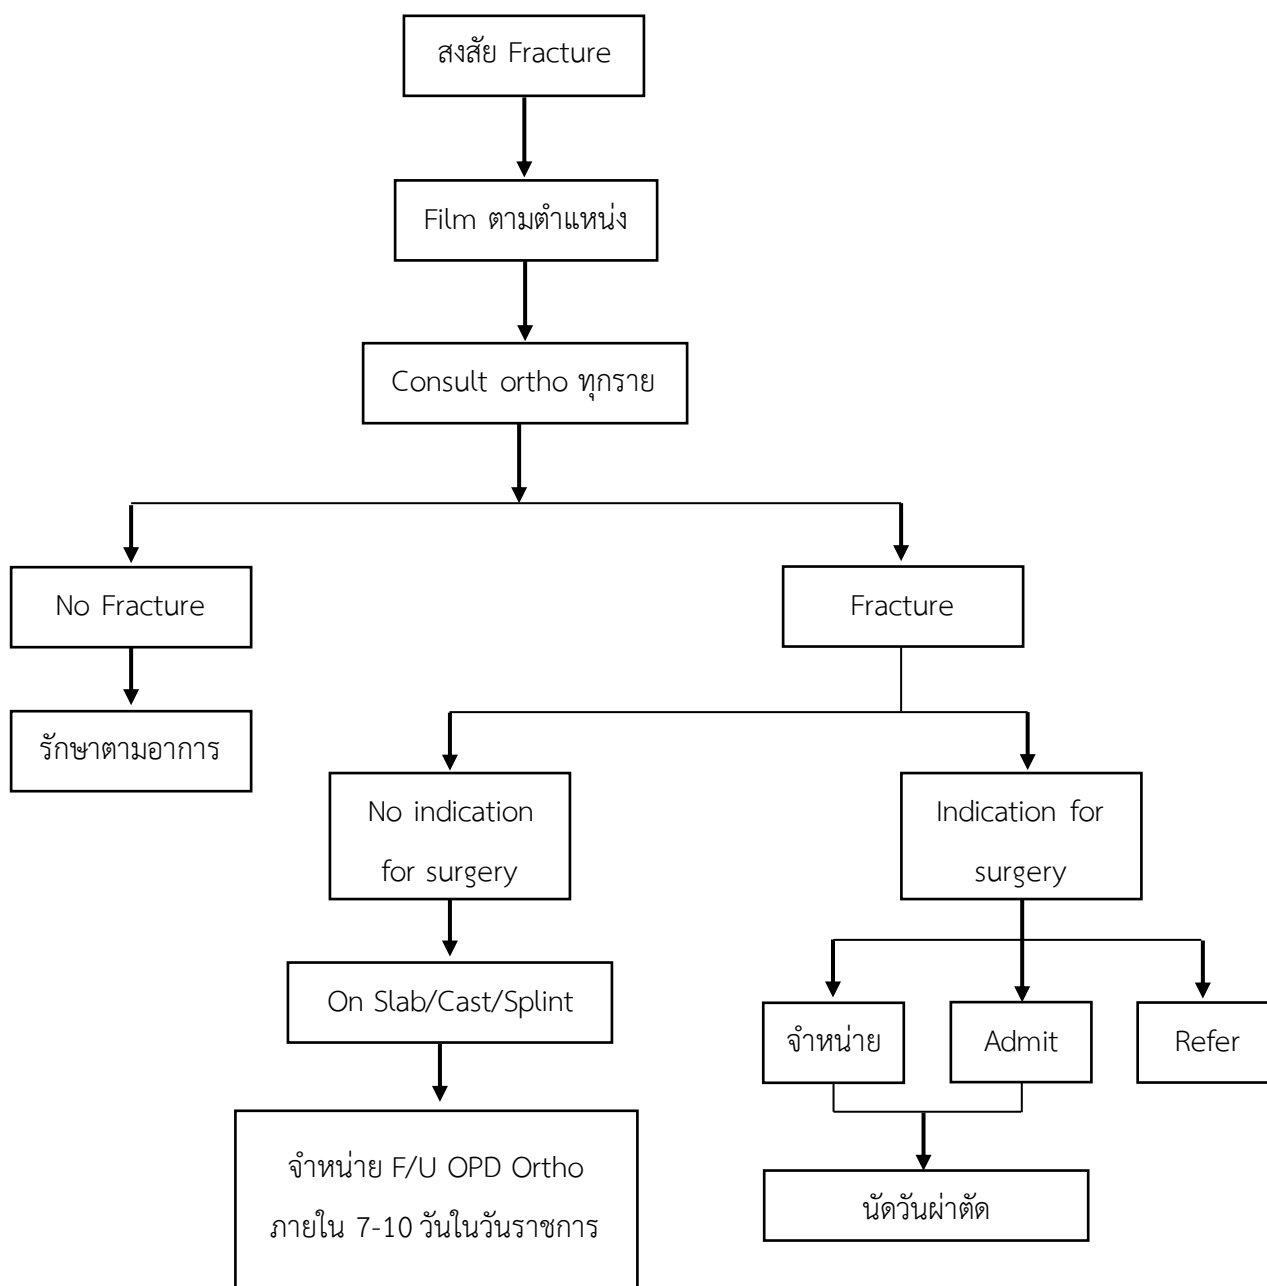 สงสัย Fracture
Film ตามตำแหน่ง
Consult ortho ทุกราย
No Fracture
Fracture
รักษาตามอาการ
No indication
for surgery
Indication for
surgery
On Slab/Cast/Splint
จำหน่าย
Admit
Refer
จำหน่าย F/U OPD Ortho
ภายใน 7-10 วันในวันราชการ
นัดวันผ่าตัด